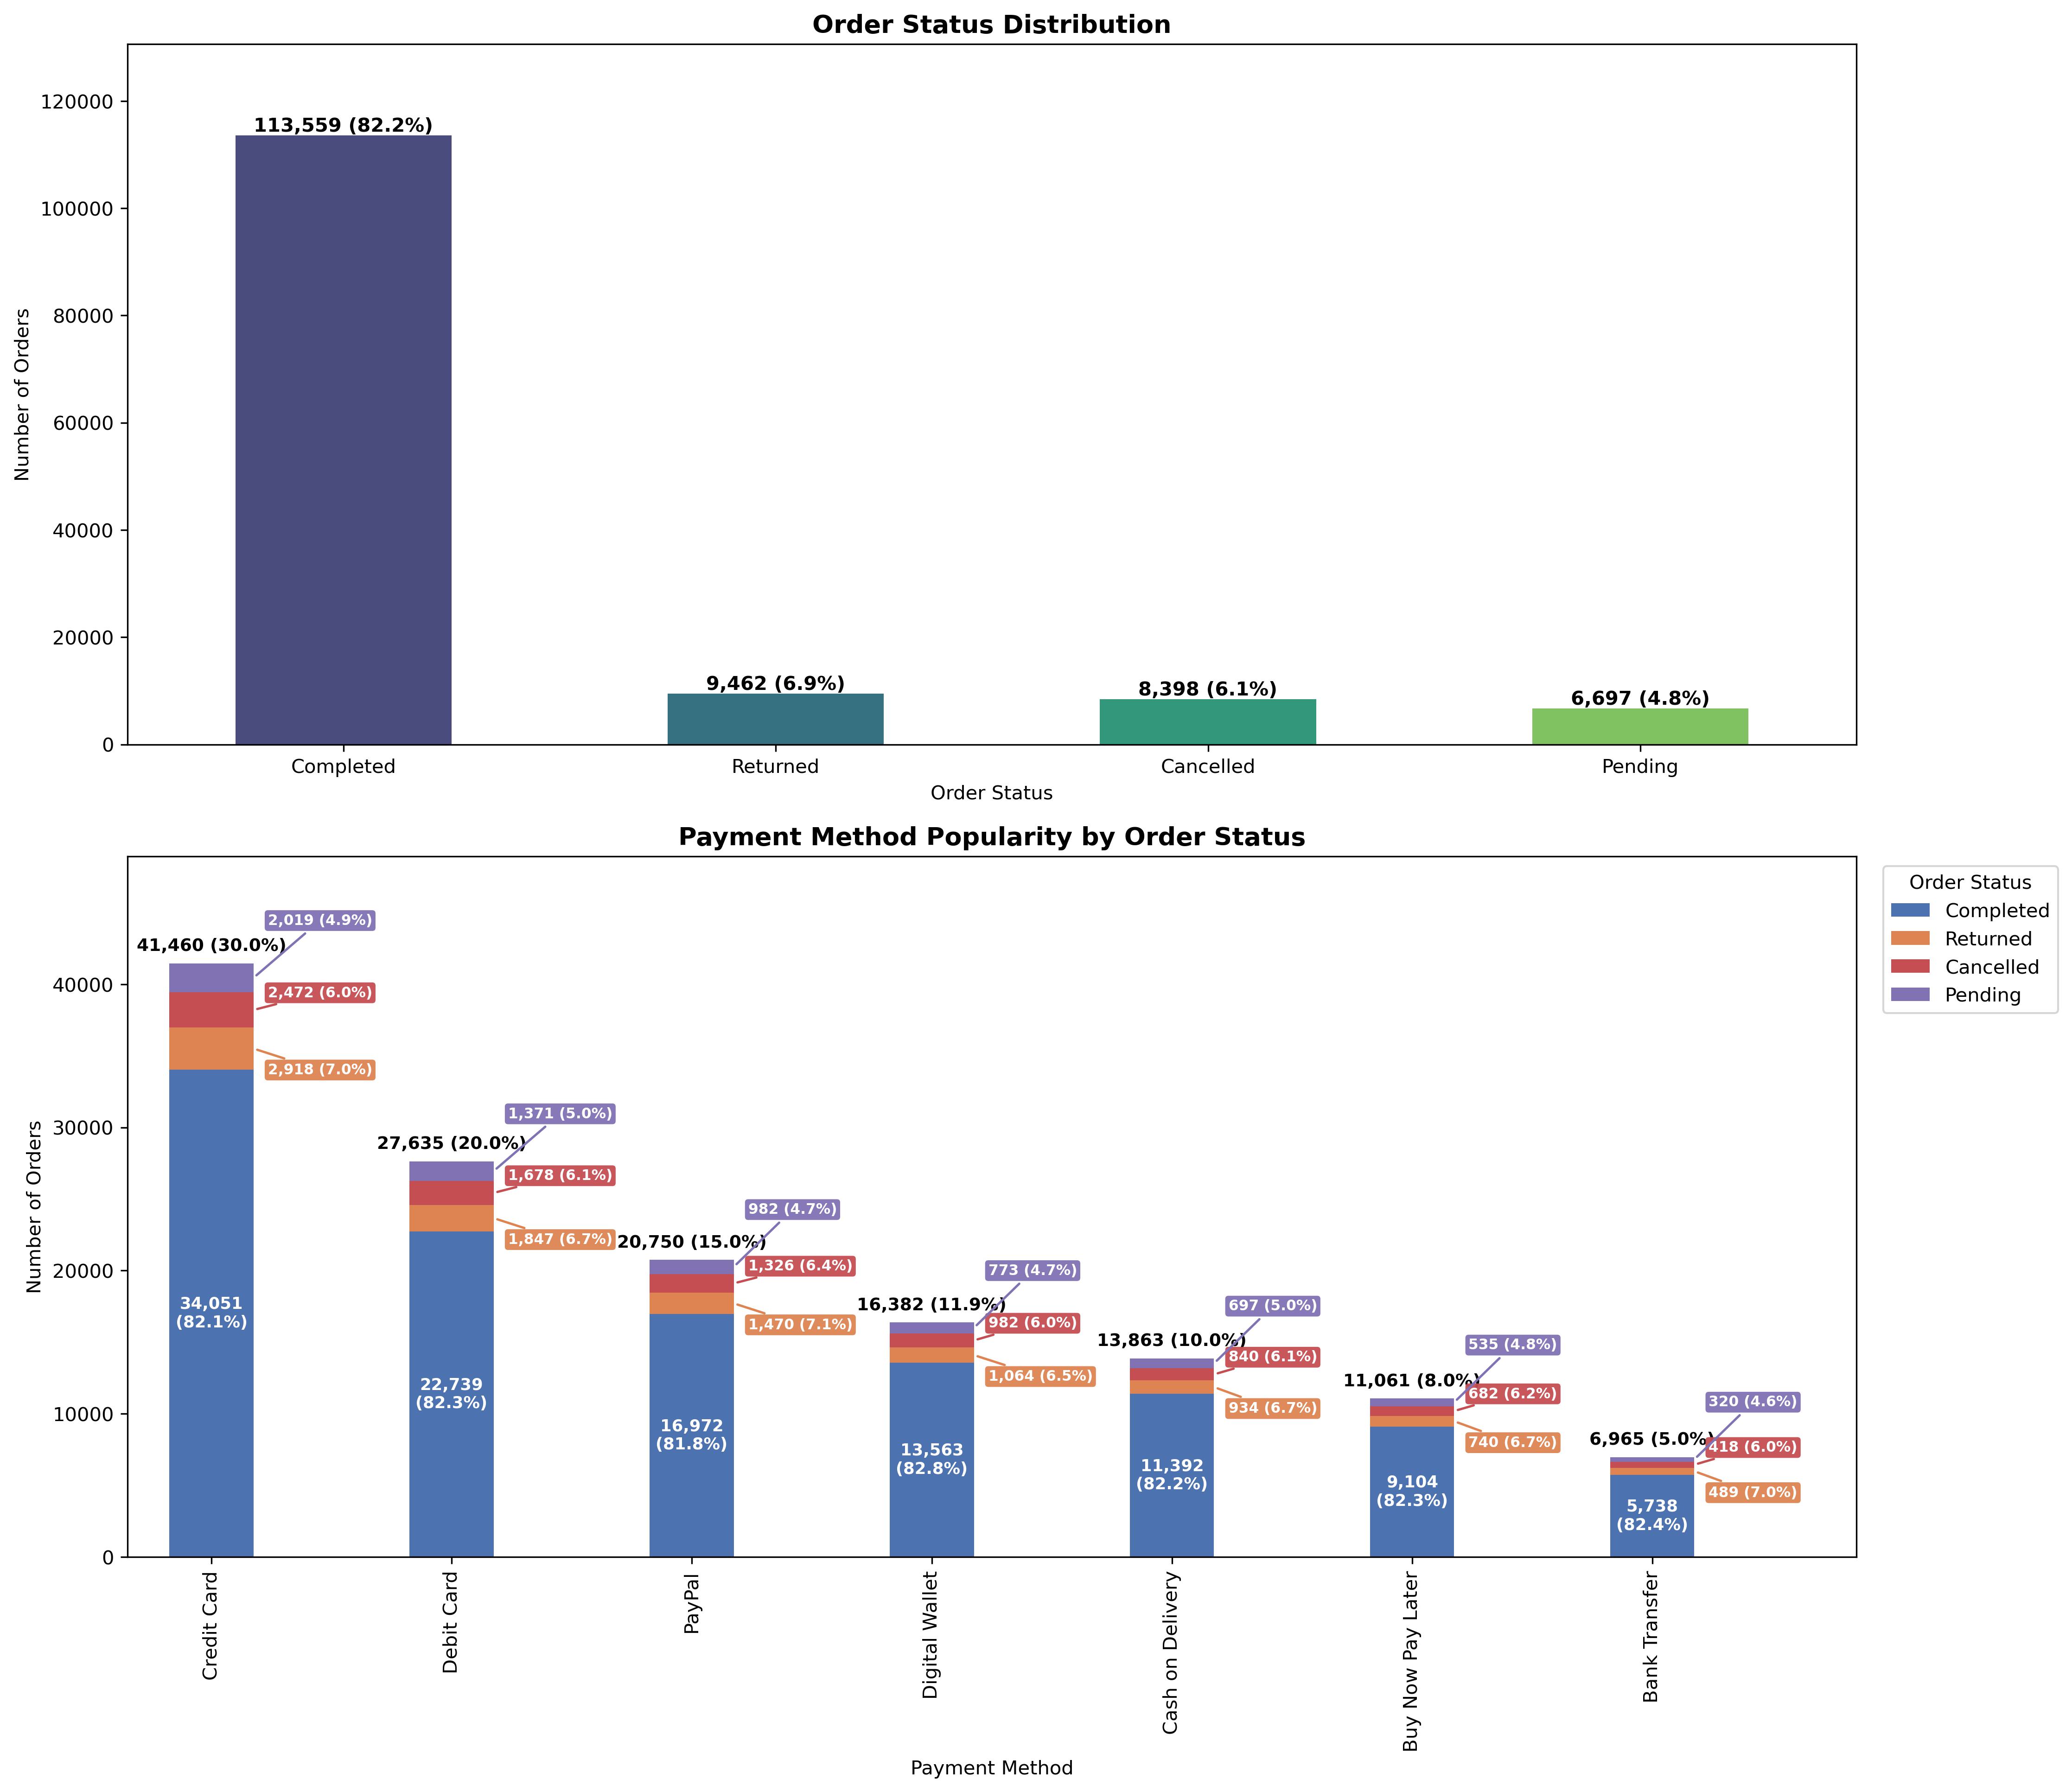 Order Status Distribution
Number of Orders
120000
100000
80000
60000
40000
20000
0
113,559 (82.2%)
9,462 (6.9%)
8,398 (6.1%)
6,697 (4.8%)
Completed
Returned
Cancelled
Pending
Order Status
Payment Method Popularity by Order Status
Number of Orders
40000
30000
20000
10000
0
2,019 (4.9%)
41,460 (30.0%)
2,472 (6.0%)
2,918 (7.0%)
34,051
(82.1%)
1,371 (5.0%)
27,635 (20.0%)
1,678 (6.1%)
1,847 (6.7%)
22,739
(82.3%)
982 (4.7%)
20,750 (15.0%)
1,326 (6.4%)
1,470 (7.1%)
16,972
(81.8%)
773 (4.7%)
16,382 (11.9%)
982 (6.0%)
1,064 (6.5%)
13,563
(82.8%)
697 (5.0%)
13,863 (10.0%)
840 (6.1%)
934 (6.7%)
11,392
(82.2%)
535 (4.8%)
11,061 (8.0%)
682 (6.2%)
740 (6.7%)
9,104
(82.3%)
320 (4.6%)
6,965 (5.0%)
418 (6.0%)
489 (7.0%)
5,738
(82.4%)
Credit Card
Debit Card
PayPal
Digital Wallet
Cash on Delivery
Buy Now Pay Later
Bank Transfer
Payment Method
Order Status
Completed
Returned
Cancelled
Pending